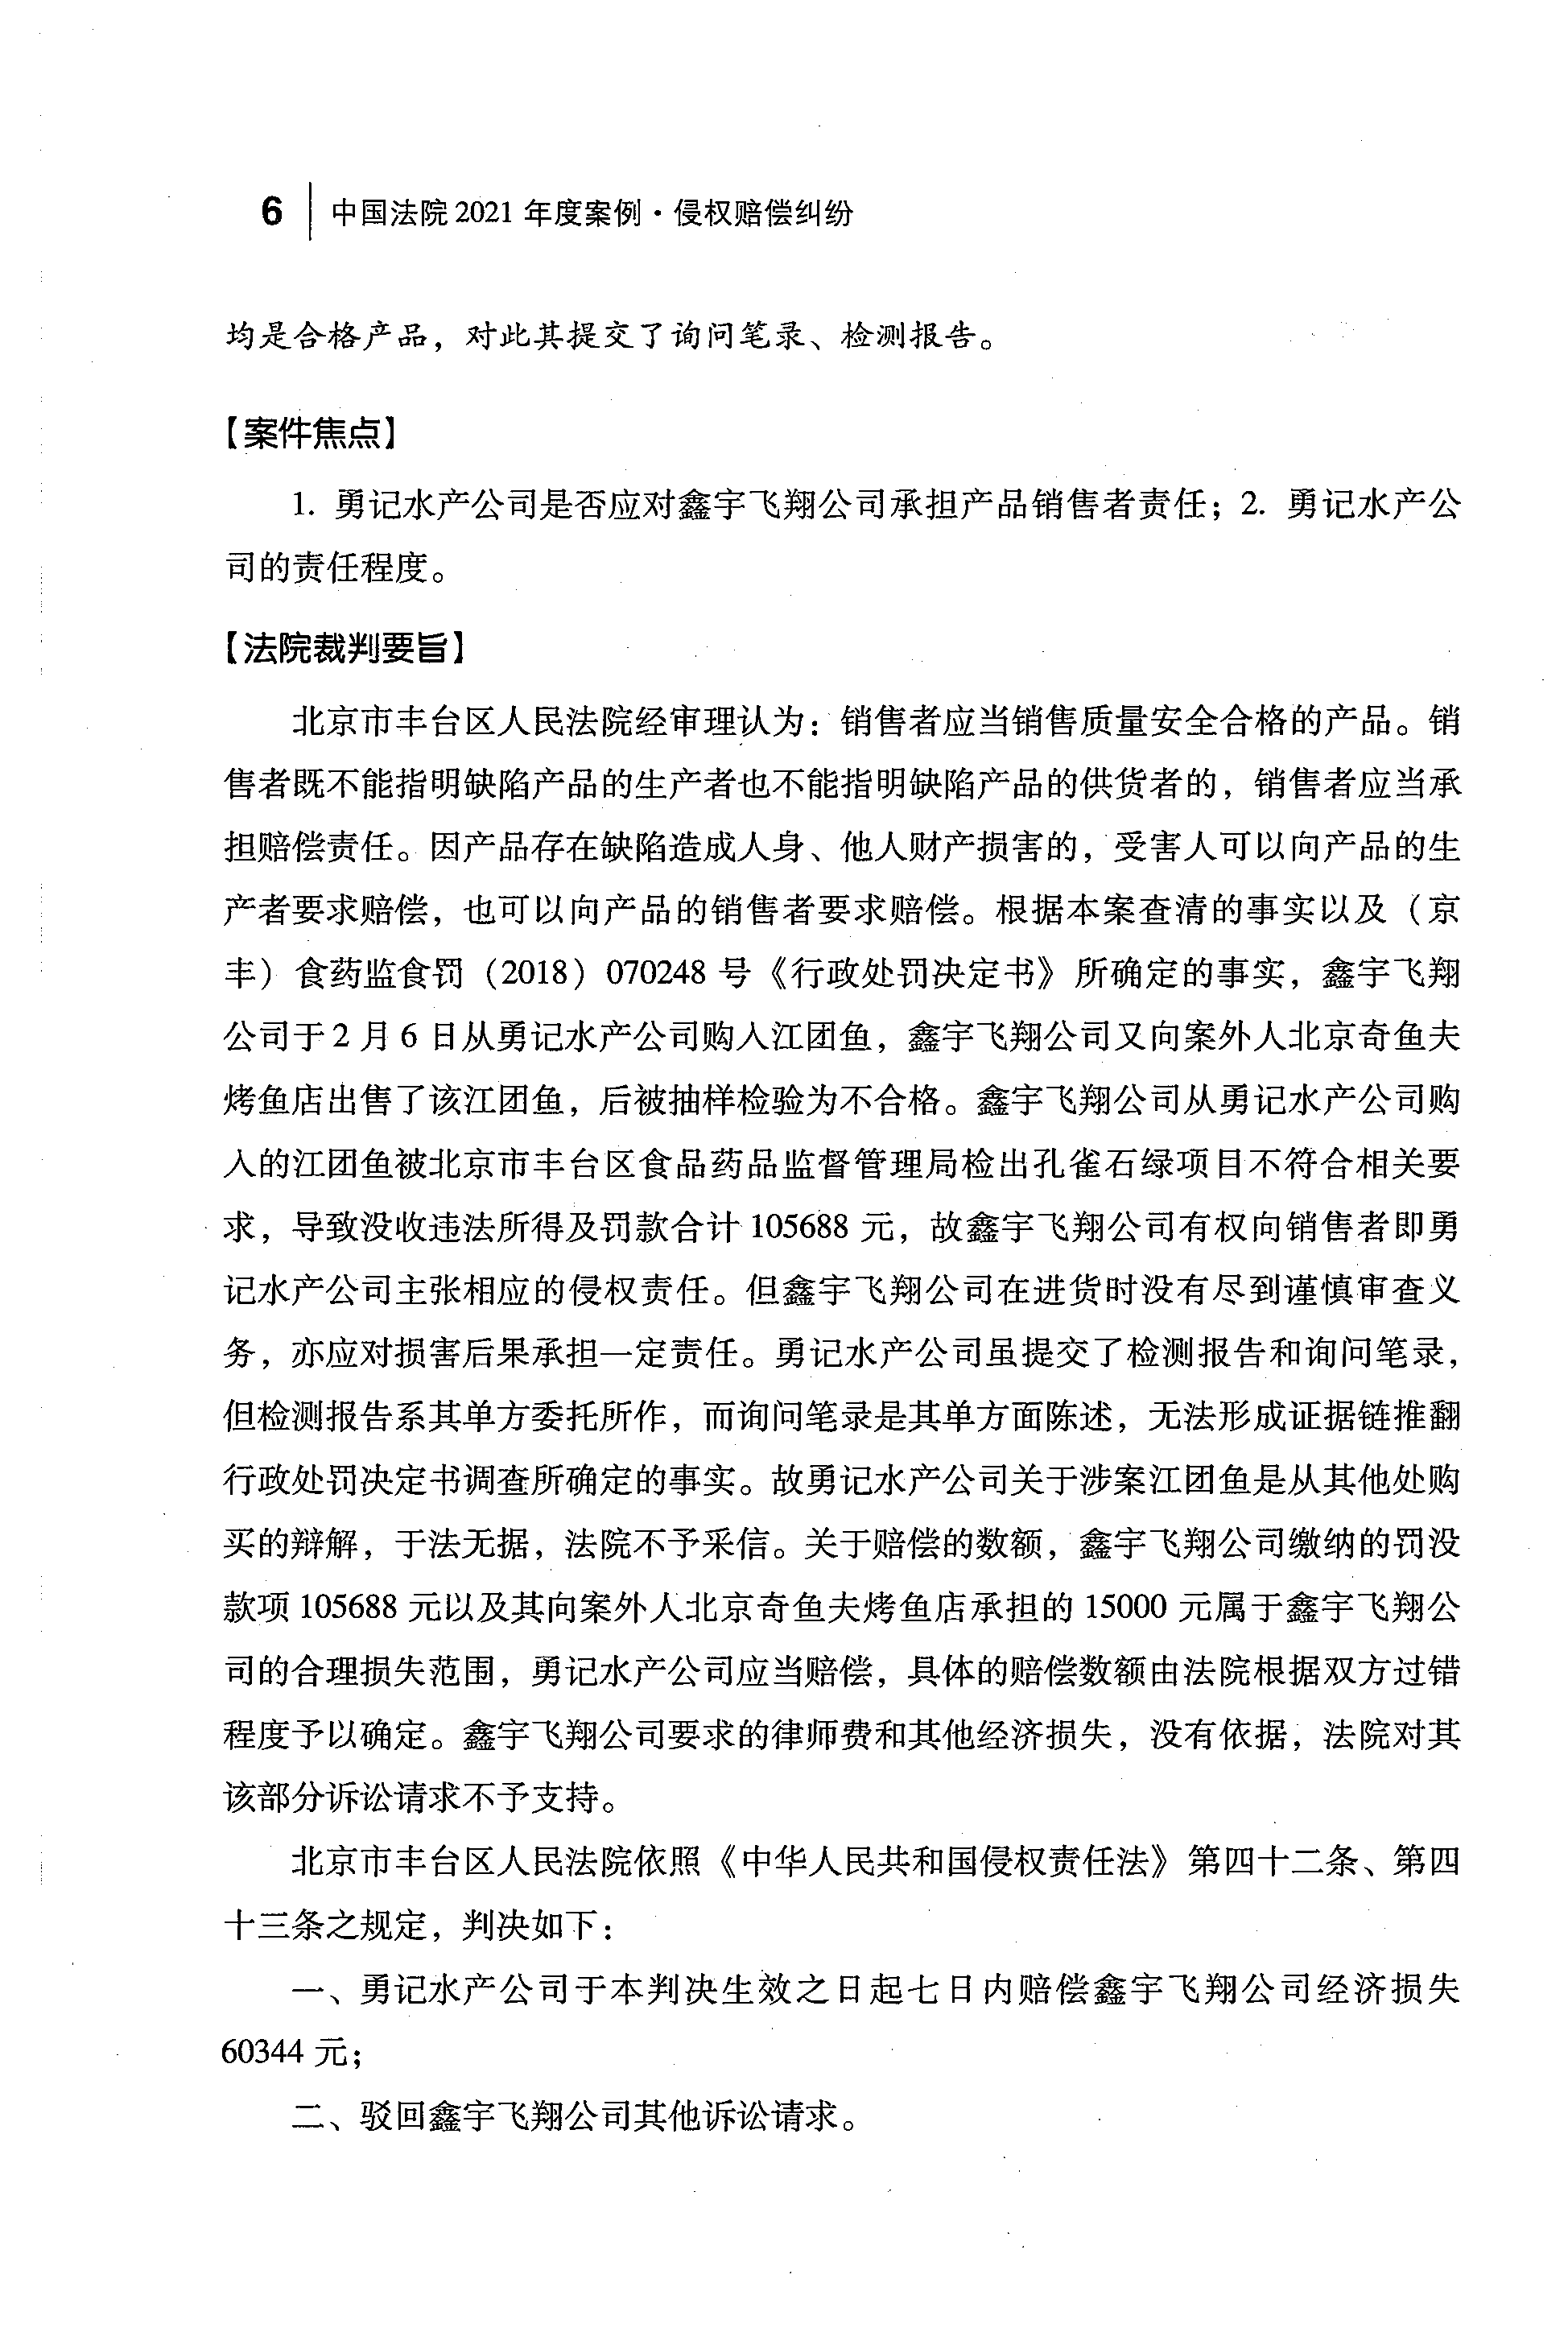 6 中国法院 2021 年度案例·侵权赔偿纠纷
均是合格产品，对此其提交了询问笔录、检测报告。
【案件焦点】
1. 勇记水产公司是否应对鑫宇飞翔公司承担产品销售者责任；2. 勇记水产公
司的责任程度。
【法院裁判要旨】
北京市丰台区人民法院经审理认为：销售者应当销售质量安全合格的产品。销
售者既不能指明缺陷产品的生产者也不能指明缺陷产品的供货者的，销售者应当承
担赔偿责任。因产品存在缺陷造成人身、他人财产损害的，受害人可以向产品的生
产者要求赔偿，也可以向产品的销售者要求赔偿。根据本案查清的事实以及（京
丰）食药监食罚（2018）070248 号《行政处罚决定书》所确定的事实，鑫宇飞翔
公司于 2 月 6 日从勇记水产公司购入江团鱼，鑫宇飞翔公司又向案外人北京奇鱼夫
烤鱼店出售了该江团鱼，后被抽样检验为不合格。鑫宇飞翔公司从勇记水产公司购
入的江团鱼被北京市丰台区食品药品监督管理局检出孔雀石绿项目不符合相关要
求，导致没收违法所得及罚款合计 105688 元，故鑫宇飞翔公司有权向销售者即勇
记水产公司主张相应的侵权责任。但鑫宇飞翔公司在进货时没有尽到谨慎审查义
务，亦应对损害后果承担一定责任。勇记水产公司虽提交了检测报告和询问笔录，
但检测报告系其单方委托所作，而询问笔录是其单方面陈述，无法形成证据链推翻
行政处罚决定书调查所确定的事实。故勇记水产公司关于涉案江团鱼是从其他处购
买的辩解，于法无据，法院不予采信。关于赔偿的数额，鑫宇飞翔公司缴纳的罚没
款项 105688 元以及其向案外人北京奇鱼夫烤鱼店承担的 15000 元属于鑫宇飞翔公
司的合理损失范围，勇记水产公司应当赔偿，具体的赔偿数额由法院根据双方过错
程度予以确定。鑫宇飞翔公司要求的律师费和其他经济损失，没有依据，法院对其
该部分诉讼请求不予支持。
北京市丰台区人民法院依照《中华人民共和国侵权责任法》第四十二条、第四
十三条之规定，判决如下：
一、勇记水产公司于本判决生效之日起七日内赔偿鑫宇飞翔公司经济损失
60344 元；
二、驳回鑫宇飞翔公司其他诉讼请求。